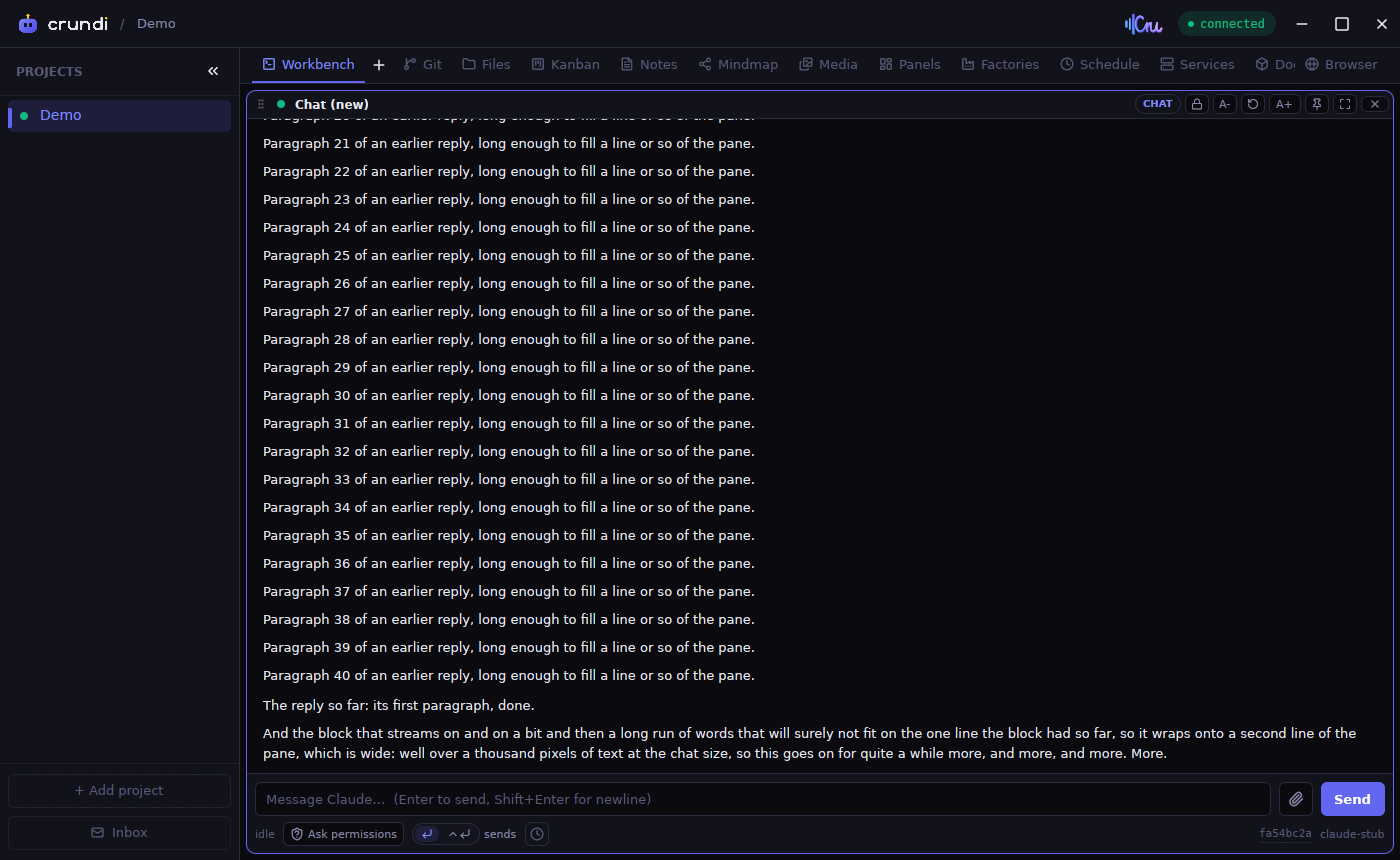 crundi / Demo
Cru
connected
PROJECTS
Workbench
Git
Files
Kanban
Notes
Mindmap
Media
Panels
Factories
Schedule
Services
Browser
Demo
Chat (new)
CHAT
A-
A+
Paragraph 21 of an earlier reply, long enough to fill a line or so of the pane.
Paragraph 22 of an earlier reply, long enough to fill a line or so of the pane.
Paragraph 23 of an earlier reply, long enough to fill a line or so of the pane.
Paragraph 24 of an earlier reply, long enough to fill a line or so of the pane.
Paragraph 25 of an earlier reply, long enough to fill a line or so of the pane.
Paragraph 26 of an earlier reply, long enough to fill a line or so of the pane.
Paragraph 27 of an earlier reply, long enough to fill a line or so of the pane.
Paragraph 28 of an earlier reply, long enough to fill a line or so of the pane.
Paragraph 29 of an earlier reply, long enough to fill a line or so of the pane.
Paragraph 30 of an earlier reply, long enough to fill a line or so of the pane.
Paragraph 31 of an earlier reply, long enough to fill a line or so of the pane.
Paragraph 32 of an earlier reply, long enough to fill a line or so of the pane.
Paragraph 33 of an earlier reply, long enough to fill a line or so of the pane.
Paragraph 34 of an earlier reply, long enough to fill a line or so of the pane.
Paragraph 35 of an earlier reply, long enough to fill a line or so of the pane.
Paragraph 36 of an earlier reply, long enough to fill a line or so of the pane.
Paragraph 37 of an earlier reply, long enough to fill a line or so of the pane.
Paragraph 38 of an earlier reply, long enough to fill a line or so of the pane.
Paragraph 39 of an earlier reply, long enough to fill a line or so of the pane.
Paragraph 40 of an earlier reply, long enough to fill a line or so of the pane.
The reply so far: its first paragraph, done.
And the block that streams on and on a bit and then a long run of words that will surely not fit on the one line the block had so far, so it wraps onto a second line of the
pane, which is wide: well over a thousand pixels of text at the chat size, so this goes on for quite a while more, and more, and more. More.
+ Add project
Inbox
Message Claude… (Enter to send, Shift+Enter for newline)
Send
idle
Ask permissions
sends
fa54bc2a
claude-stub